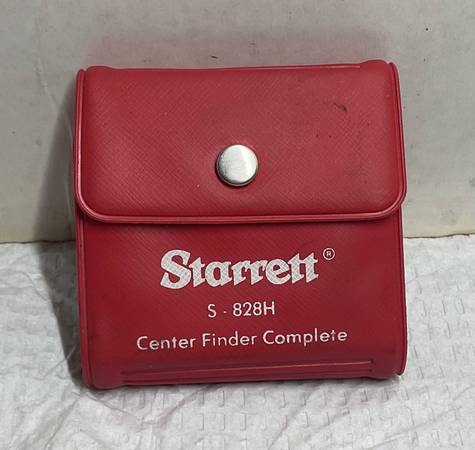 Starrett®
S - 828H
Center Finder Complete